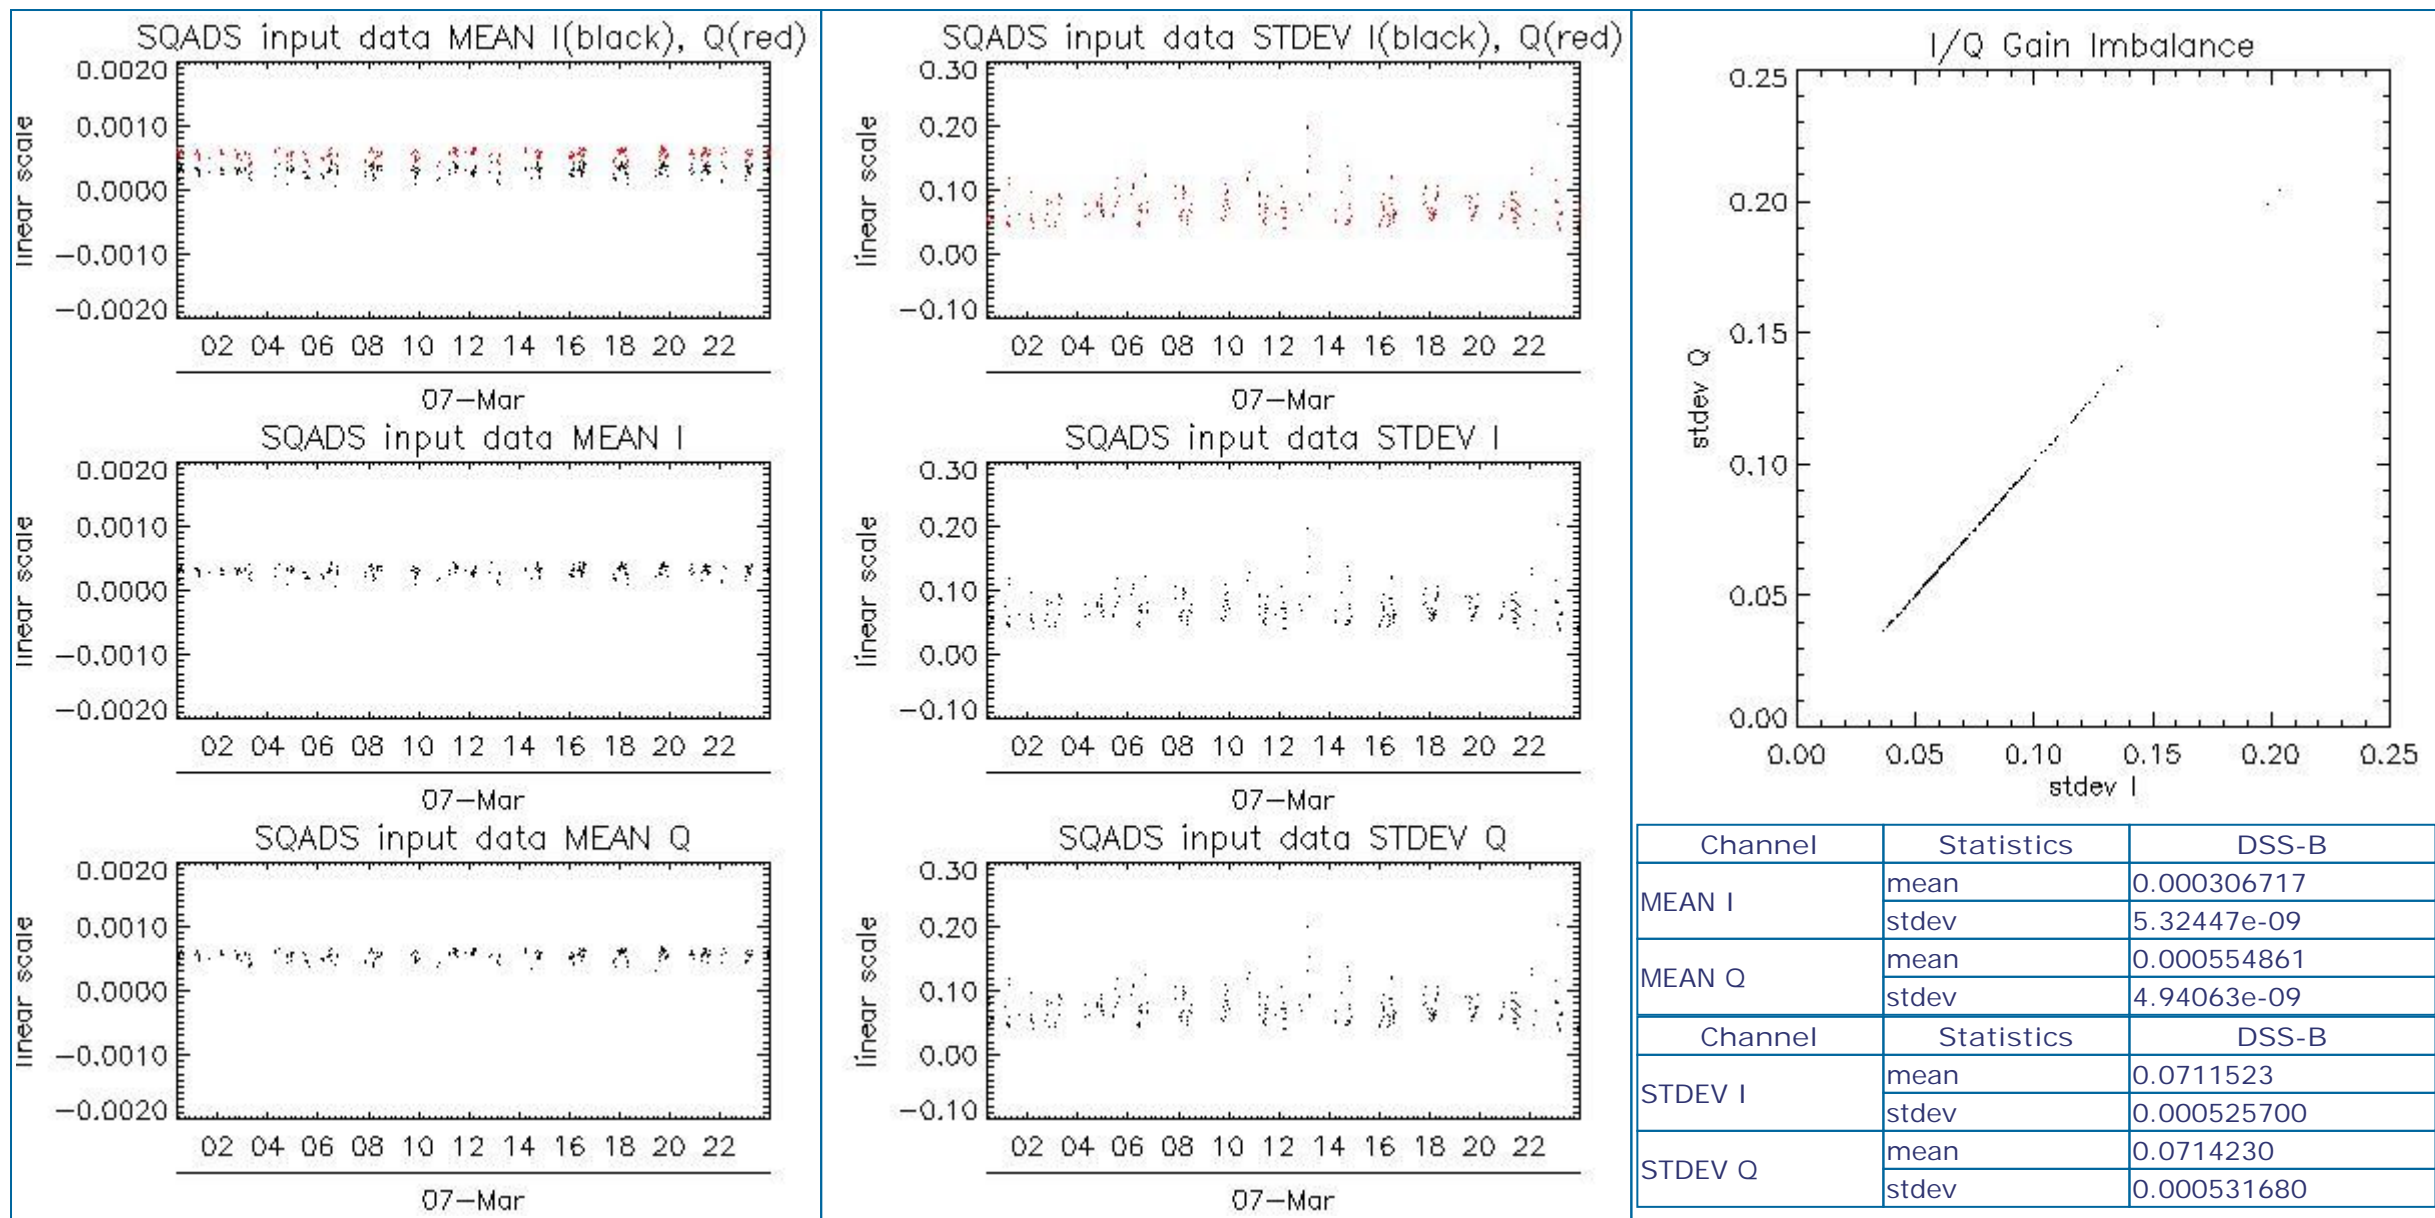 SQADS input data MEAN I(black), Q(red)
0.0020
0.0010
0.0000
−0.0010
−0.0020
linear scale
02 04 06 08 10 12 14 16 18 20 22
07−Mar
SQADS input data MEAN I
0.0020
0.0010
0.0000
−0.0010
−0.0020
linear scale
02 04 06 08 10 12 14 16 18 20 22
07−Mar
SQADS input data MEAN Q
0.0020
0.0010
0.0000
−0.0010
−0.0020
linear scale
02 04 06 08 10 12 14 16 18 20 22
07−Mar
SQADS input data STDEV I(black), Q(red)
0.30
0.20
0.10
0.00
−0.10
linear scale
02 04 06 08 10 12 14 16 18 20 22
07−Mar
SQADS input data STDEV I
0.30
0.20
0.10
0.00
−0.10
linear scale
02 04 06 08 10 12 14 16 18 20 22
07−Mar
SQADS input data STDEV Q
0.30
0.20
0.10
0.00
−0.10
linear scale
02 04 06 08 10 12 14 16 18 20 22
07−Mar
I/Q Gain Imbalance
0.25
0.20
0.15
0.10
0.05
0.00
stdev Q
0.00 0.05 0.10 0.15 0.20 0.25
stdev I
Channel Statistics DSS-B
MEAN I mean 0.000306717
stdev 5.32447e-09
MEAN Q mean 0.000554861
stdev 4.94063e-09
Channel Statistics DSS-B
STDEV I mean 0.0711523
stdev 0.000525700
STDEV Q mean 0.0714230
stdev 0.000531680